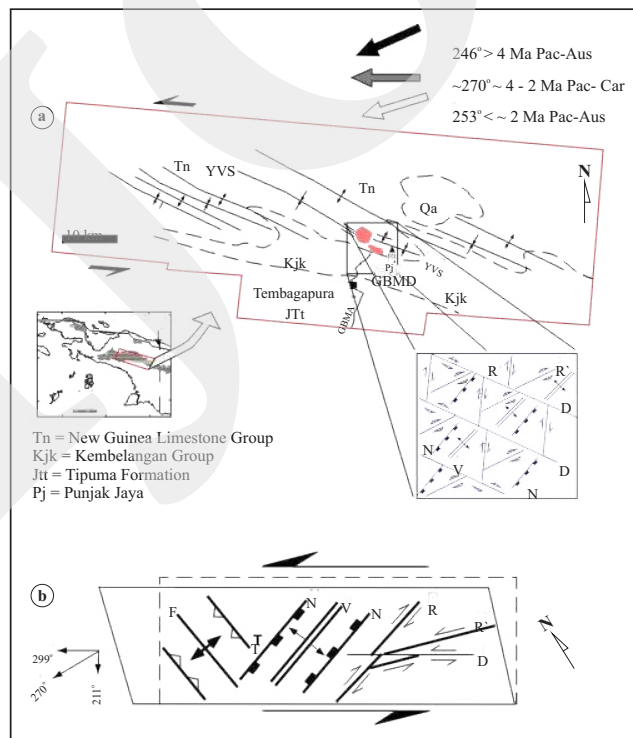 246° > 4 Ma Pac-Aus
~270° ~ 4 - 2 Ma Pac- Car
253° < ~ 2 Ma Pac-Aus
a
N
Tn
YVS
Tn
Qa
10 km
Kjk
Pj
YVS
GBMD
Tembagapura
Kjk
JTt
GBMA
R
R`
D
N
V
D
N
Tn = New Guinea Limestone Group
Kjk = Kembelangan Group
Jtt = Tipuma Formation
Pj = Punjak Jaya
b
F
T
N
V
N
R
R`
D
N
299°
270°
211°